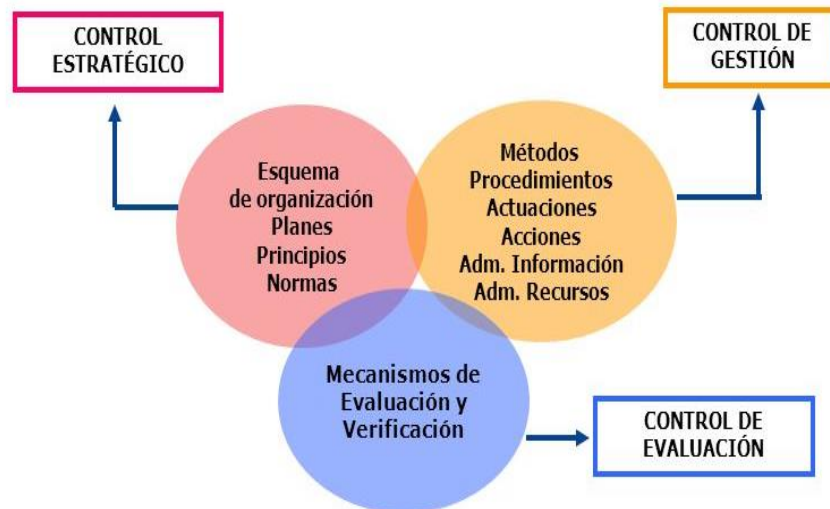 CONTROL
ESTRATÉGICO
CONTROL DE
GESTIÓN
Esquema
de organización
Planes
Principios
Normas
Métodos
Procedimientos
Actuaciones
Acciones
Adm. Información
Adm. Recursos
Mecanismos de
Evaluación y
Verificación
CONTROL DE
EVALUACIÓN